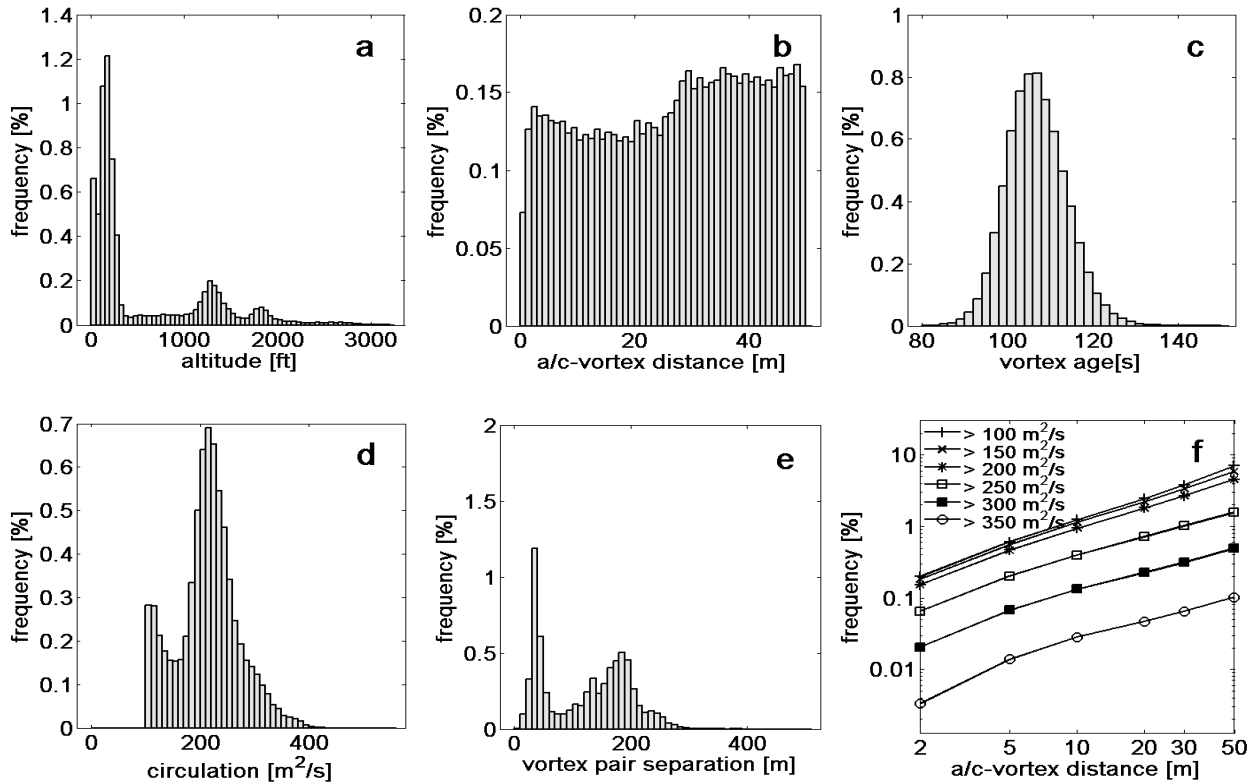 a
1.4
1.2
1
0.8
0.6
0.4
0.2
0
frequency [%]
0
1000
2000
3000
altitude [ft]
b
0.2
0.15
0.1
0.05
0
frequency [%]
0
20
40
a/c-vortex distance [m]
c
1
0.8
0.6
0.4
0.2
0
frequency [%]
80
100
120
140
vortex age[s]
d
0.7
0.6
0.5
0.4
0.3
0.2
0.1
0
frequency [%]
0
200
400
circulation [m²/s]
e
2
1.5
1
0.5
0
frequency [%]
0
200
400
vortex pair separation [m]
f
> 100 m²/s
> 150 m²/s
> 200 m²/s
> 250 m²/s
> 300 m²/s
> 350 m²/s
10
1
0.1
0.01
frequency [%]
2
5
10
20
30
50
a/c-vortex distance [m]